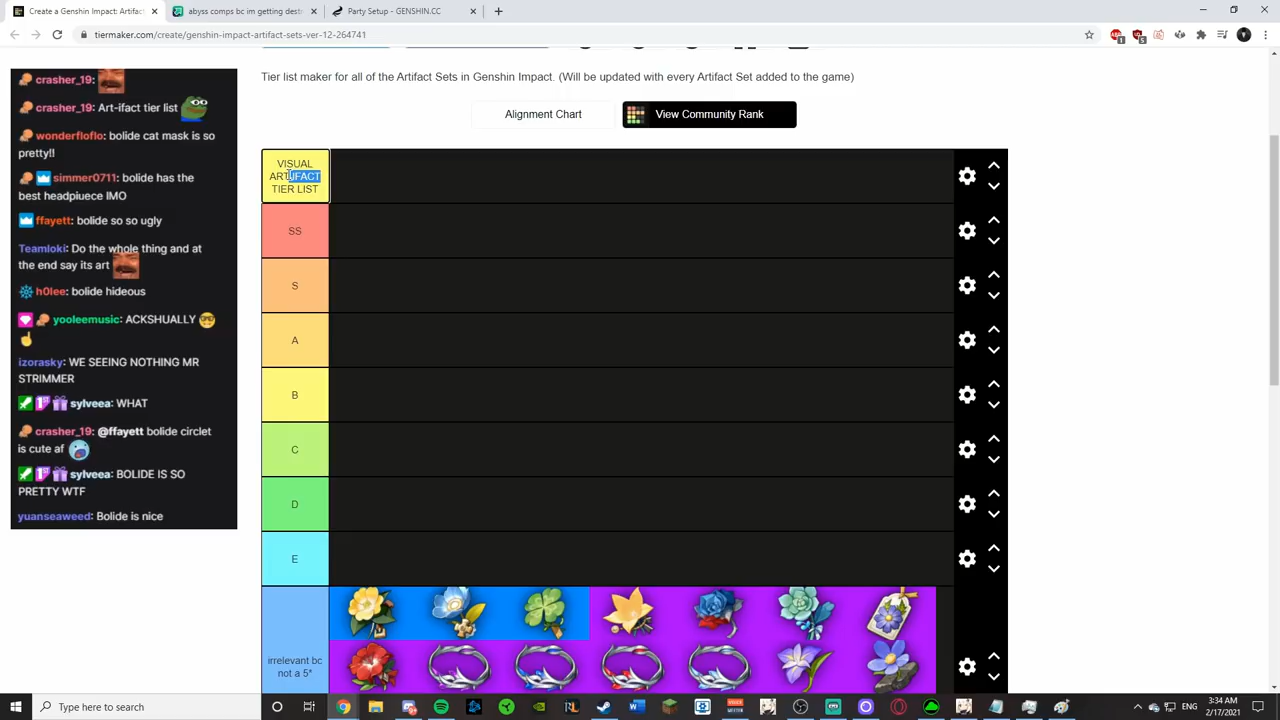 Create a Genshin Impact Artifact
abyss comps bc im getting destr
Party Setup - GENSHIN.CC
tiermaker.com/create/genshin-impact-artifact-sets-ver-12-264741
Tier list maker for all of the Artifact Sets in Genshin Impact. (Will be updated with every Artifact Set added to the game)
Alignment Chart
View Community Rank
crasher_19:
crasher_19: Art-ifact tier list
wonderfloflo: bolide cat mask is so
pretty!!
simmer0711: bolide has the
best headpiuece IMO
ffayett: bolide so so ugly
Teamloki: Do the whole thing and at
the end say its art
h0lee: bolide hideous
yooleemusic: ACKSHUALLY
izorasky: WE SEEING NOTHING MR
STRIMMER
sylveea: WHAT
crasher_19: @ffayett bolide circlet
is cute af
sylveea: BOLIDE IS SO
PRETTY WTF
yuanseaweed: Bolide is nice
VISUAL
ARTIFACT
TIER LIST
SS
S
A
B
C
D
E
irrelevant bc
not a 5*
Type here to search
3:34 AM
2/17/2021